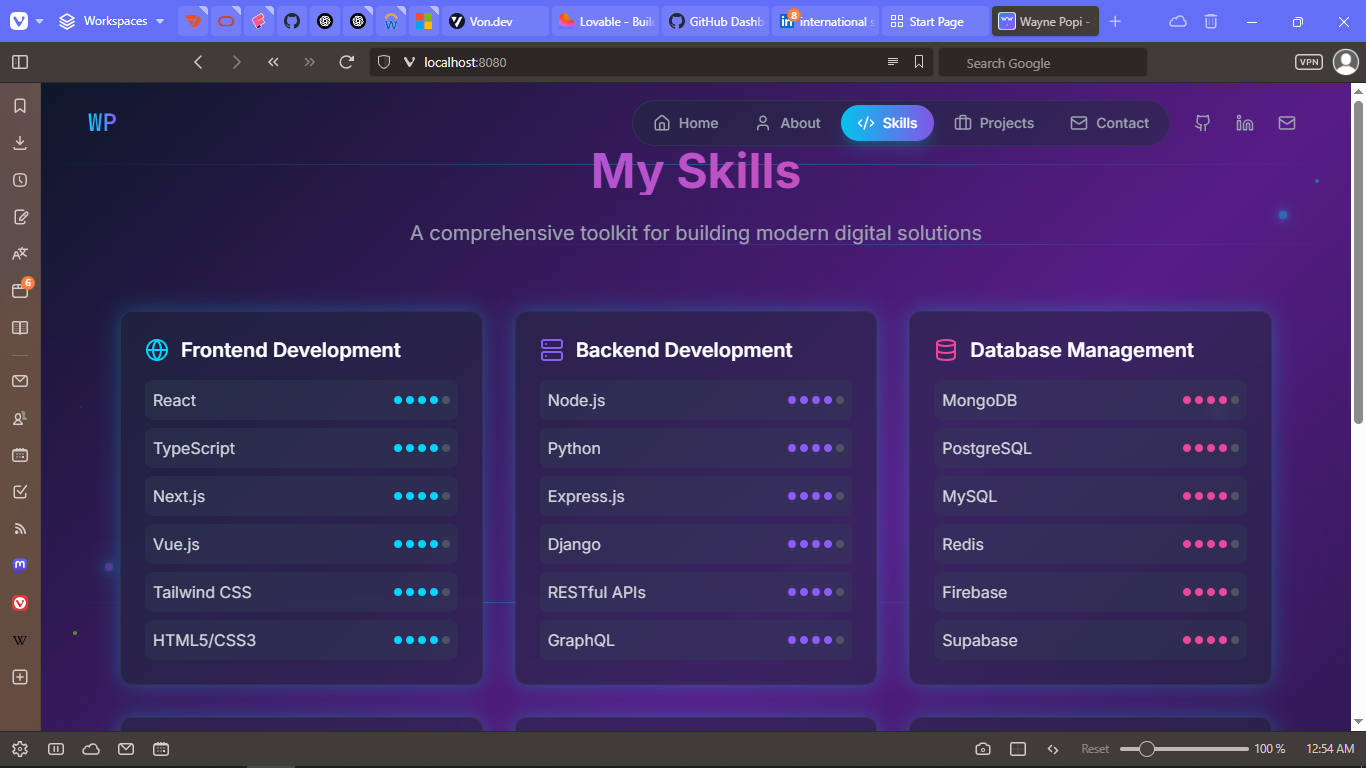 Workspaces
Von.dev
Lovable - Buil
GitHub Dashb
8
international s
Start Page
Wayne Popi -
localhost:8080
Search Google
VPN
WP
Home
About
Skills
Projects
Contact
My Skills
A comprehensive toolkit for building modern digital solutions
6
Frontend Development
React
TypeScript
Next.js
Vue.js
Tailwind CSS
HTML5/CSS3
Backend Development
Node.js
Python
Express.js
Django
RESTful APIs
GraphQL
Database Management
MongoDB
PostgreSQL
MySQL
Redis
Firebase
Supabase
Reset
100 %
12:54 AM